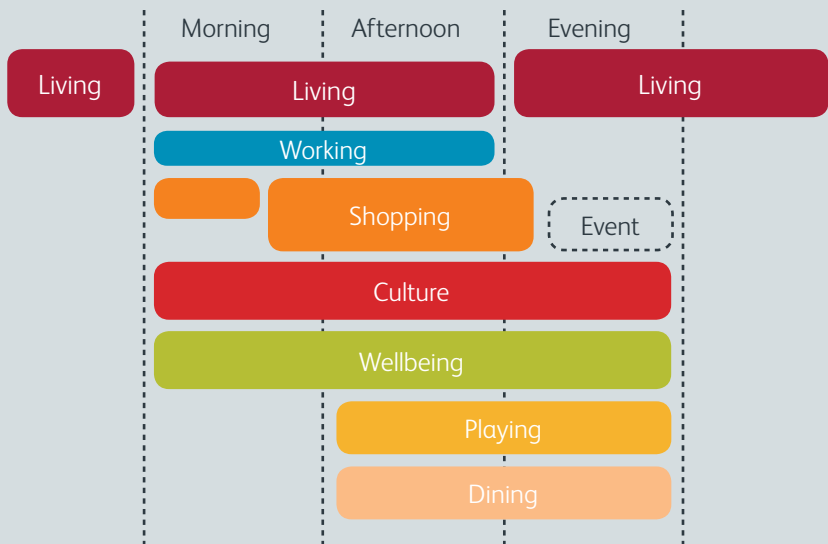 Morning
Afternoon
Evening
Living
Living
Living
Working
Shopping
Event
Culture
Wellbeing
Playing
Dining